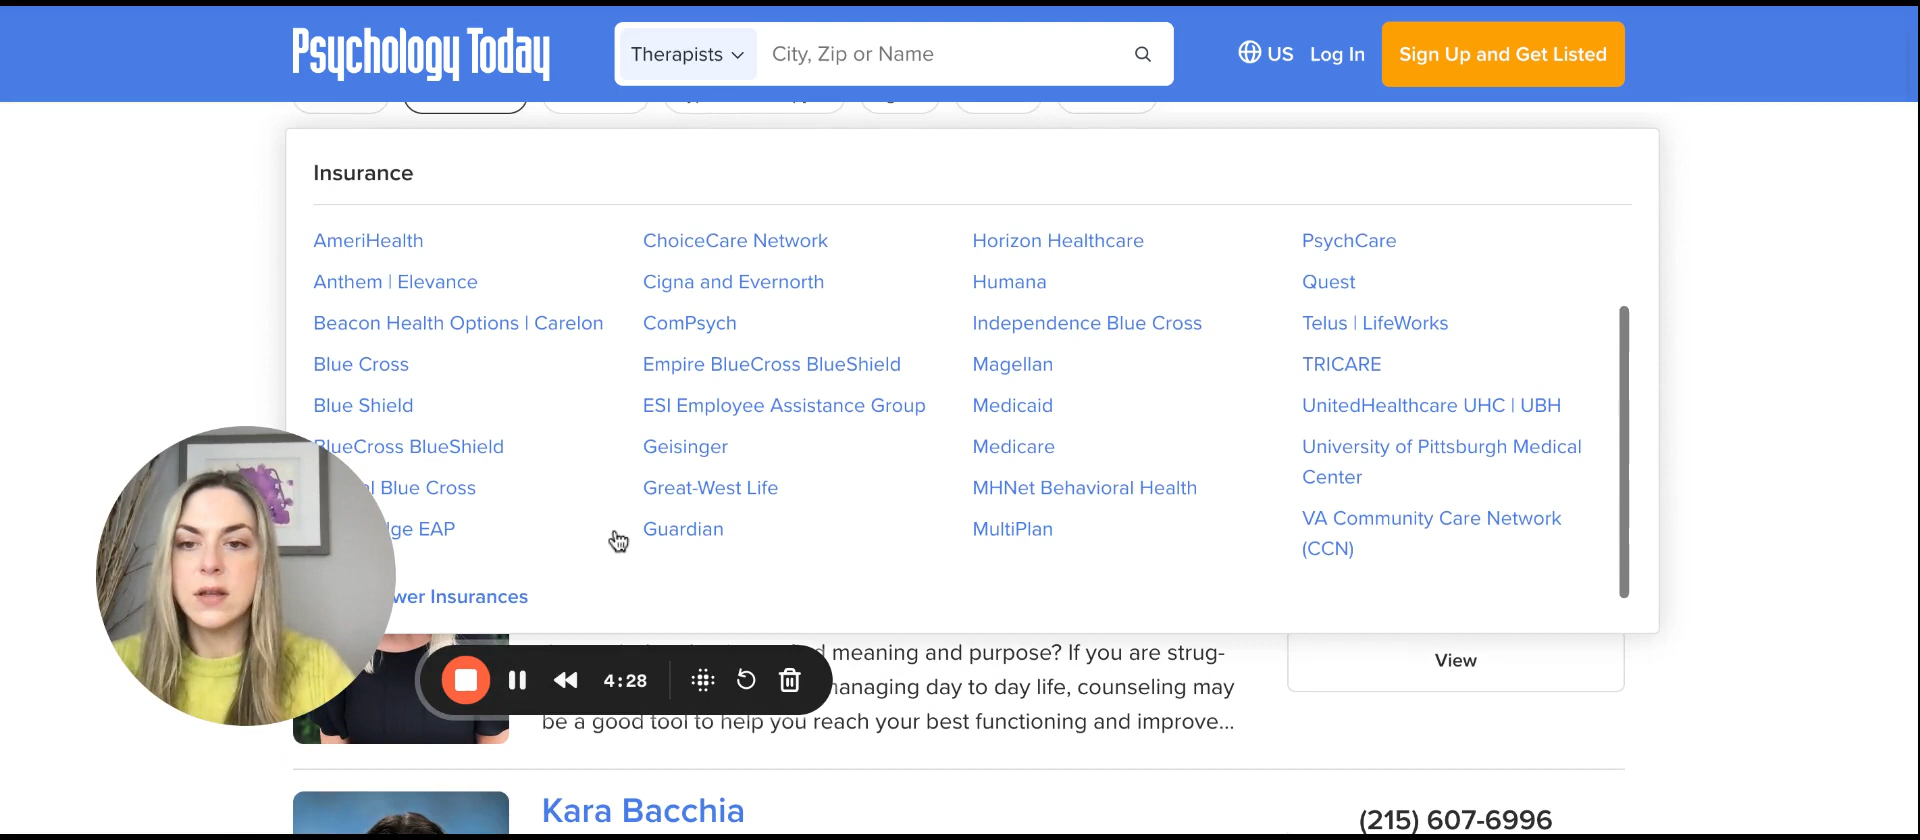 Psychology Today
Therapists
City, Zip or Name
US
Log In
Sign Up and Get Listed
Insurance
AmeriHealth
Anthem | Elevance
Beacon Health Options | Carelon
Blue Cross
Blue Shield
BlueCross BlueShield
Blue Cross
EAP
Insurances
ChoiceCare Network
Cigna and Evernorth
ComPsych
Empire BlueCross BlueShield
ESI Employee Assistance Group
Geisinger
Great-West Life
Guardian
Horizon Healthcare
Humana
Independence Blue Cross
Magellan
Medicaid
Medicare
MHNet Behavioral Health
MultiPlan
PsychCare
Quest
Telus | LifeWorks
TRICARE
UnitedHealthcare UHC | UBH
University of Pittsburgh Medical
Center
VA Community Care Network
(CCN)
meaning and purpose? If you are strug-
managing day to day life, counseling may
be a good tool to help you reach your best functioning and improve...
View
4:28
Kara Bacchia
(215) 607-6996